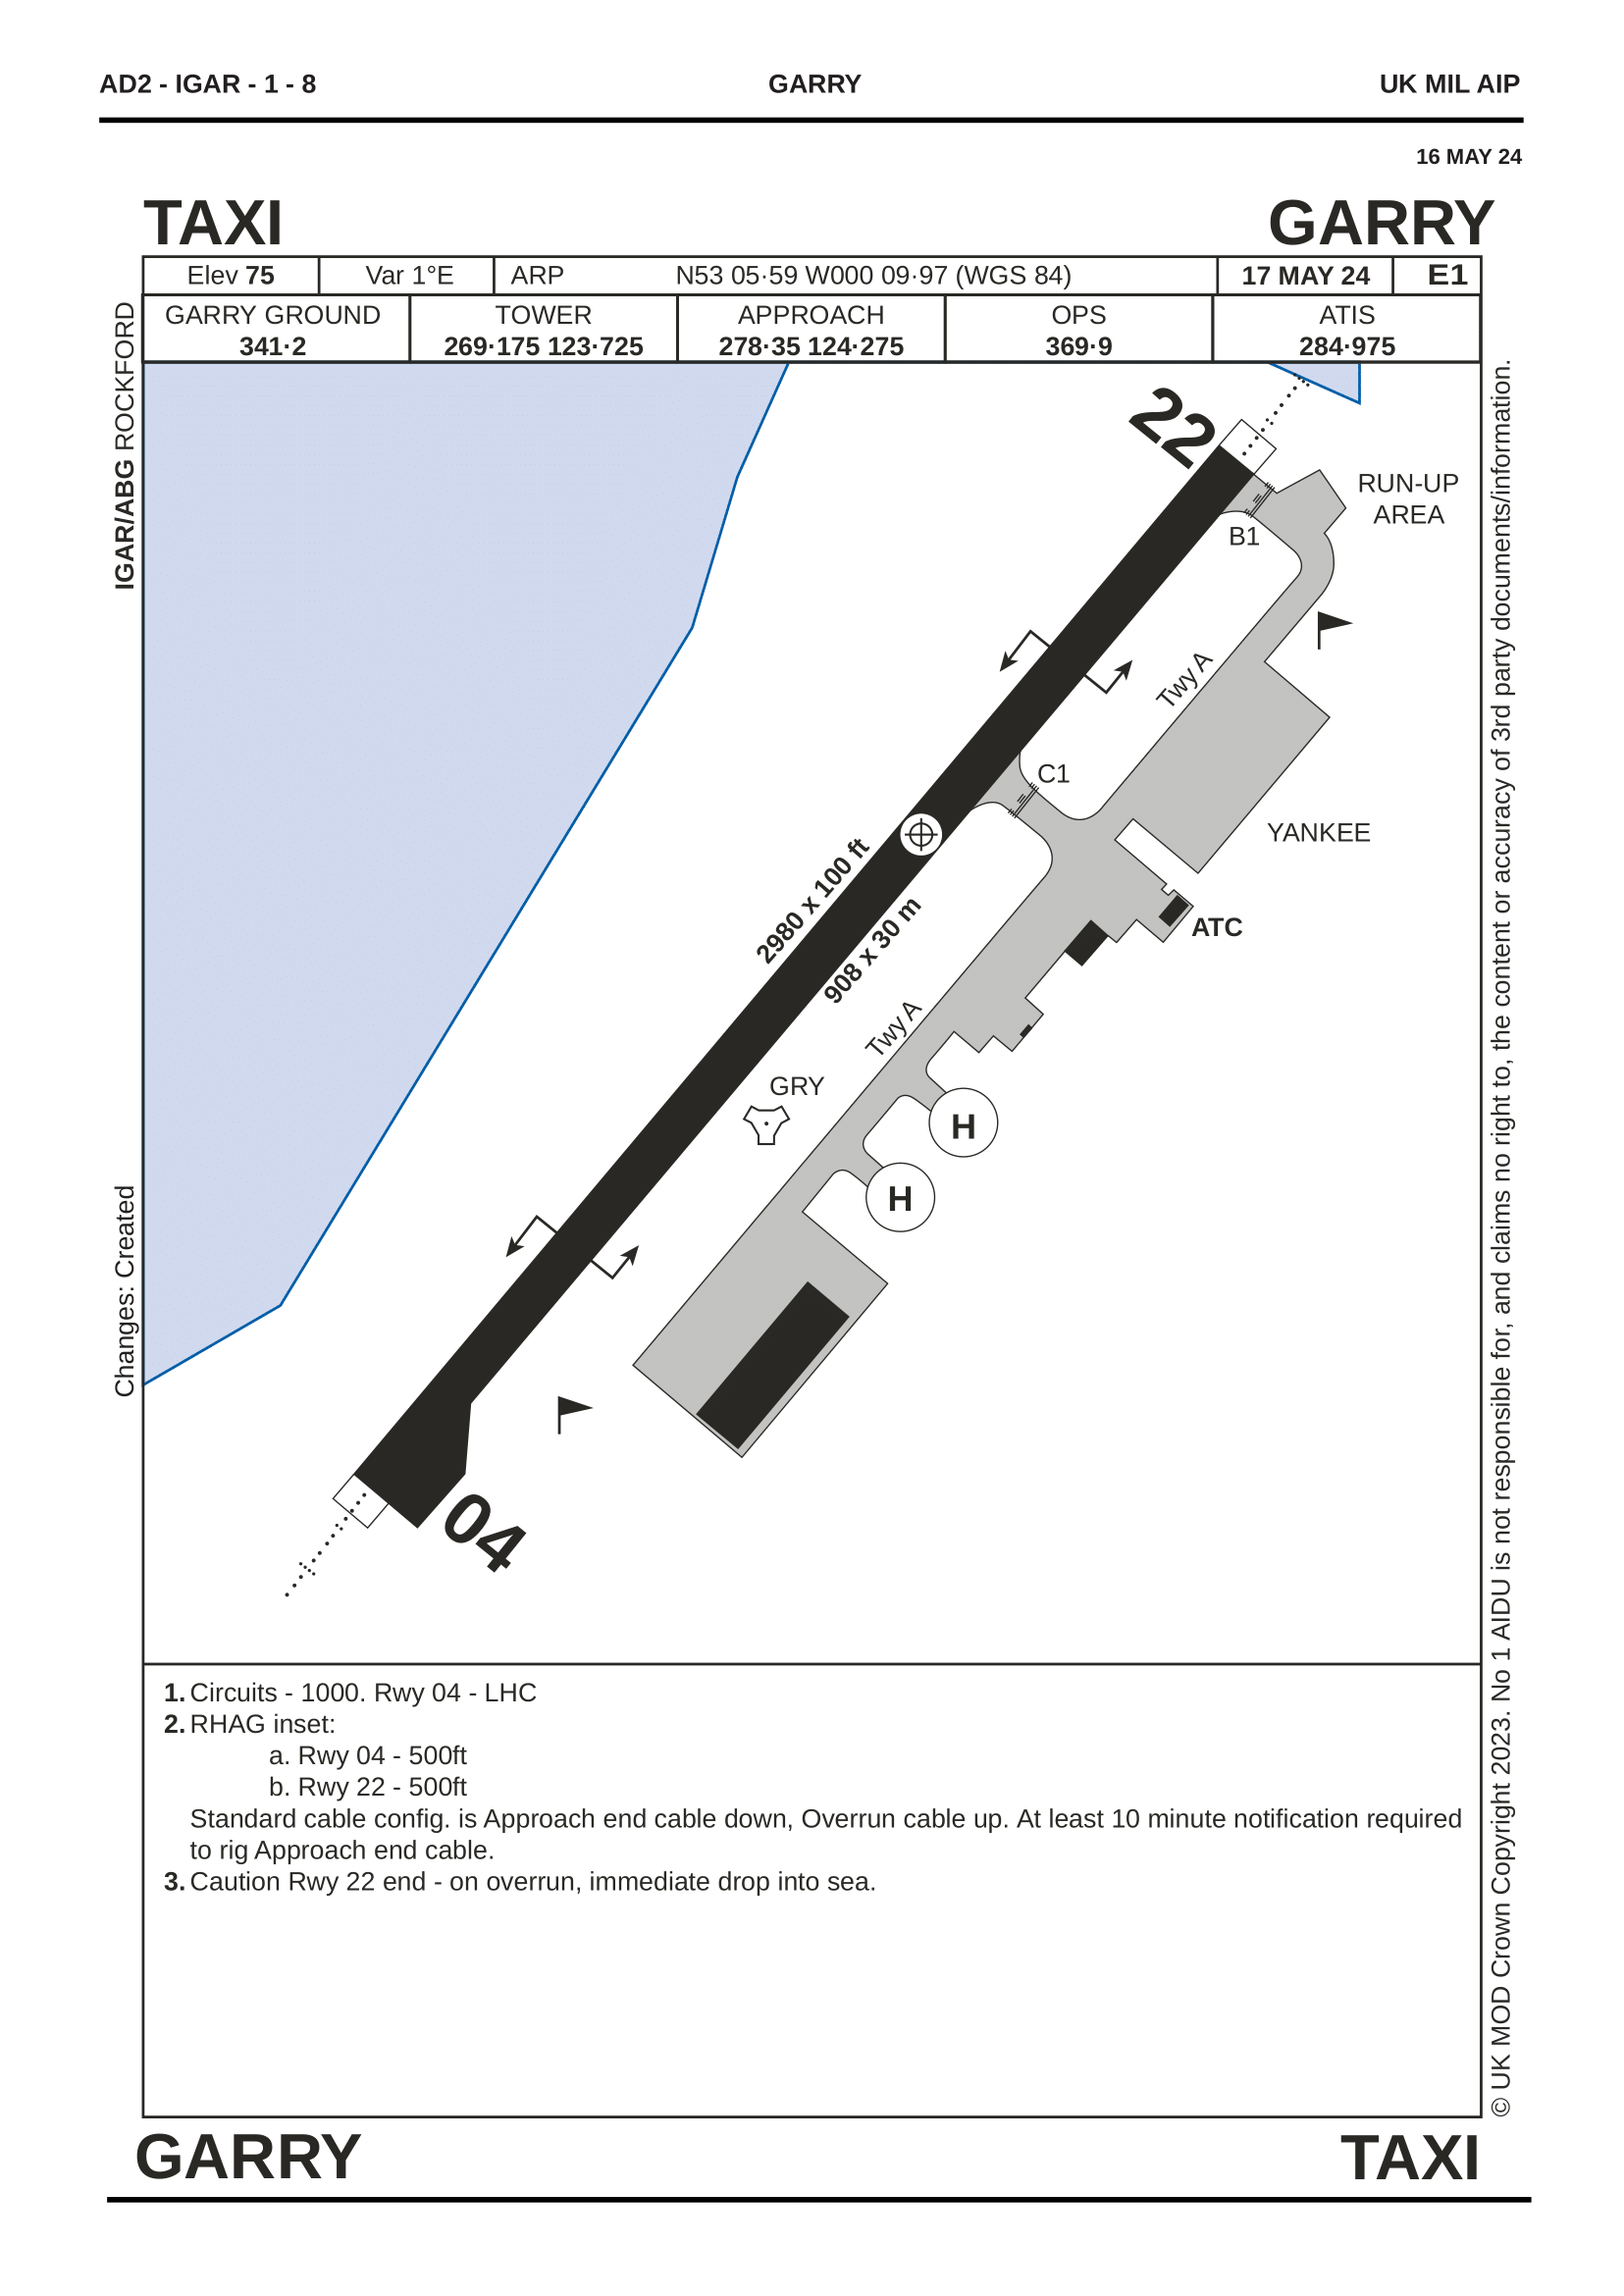 AD2 - IGAR - 1 - 8
GARRY
UK MIL AIP
16 MAY 24
TAXI
GARRY
Elev 75
Var 1°E
ARP
N53 05·59 W000 09·97 (WGS 84)
17 MAY 24
E1
GARRY GROUND
341·2
TOWER
269·175 123·725
APPROACH
278·35 124·275
OPS
369·9
ATIS
284·975
IGAR/ABG ROCKFORD
Changes: Created
22
RUN-UP
AREA
B1
Twy A
C1
YANKEE
2980 x 100 ft
908 x 30 m
ATC
Twy A
GRY
H
H
04
1. Circuits - 1000. Rwy 04 - LHC
2. RHAG inset:
a. Rwy 04 - 500ft
b. Rwy 22 - 500ft
Standard cable config. is Approach end cable down, Overrun cable up. At least 10 minute notification required
to rig Approach end cable.
3. Caution Rwy 22 end - on overrun, immediate drop into sea.
© UK MOD Crown Copyright 2023. No 1 AIDU is not responsible for, and claims no right to, the content or accuracy of 3rd party documents/information.
GARRY
TAXI